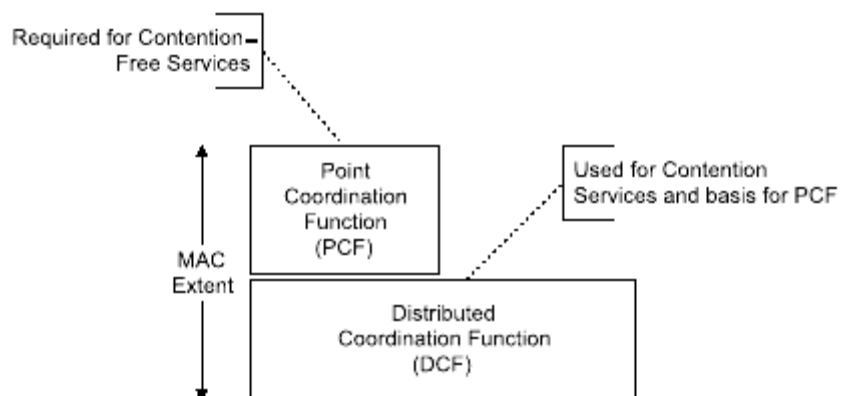 Required for Contention–
Free Services
Point
Coordination
Function
(PCF)
Used for Contention
Services and basis for PCF
MAC
Extent
Distributed
Coordination Function
(DCF)